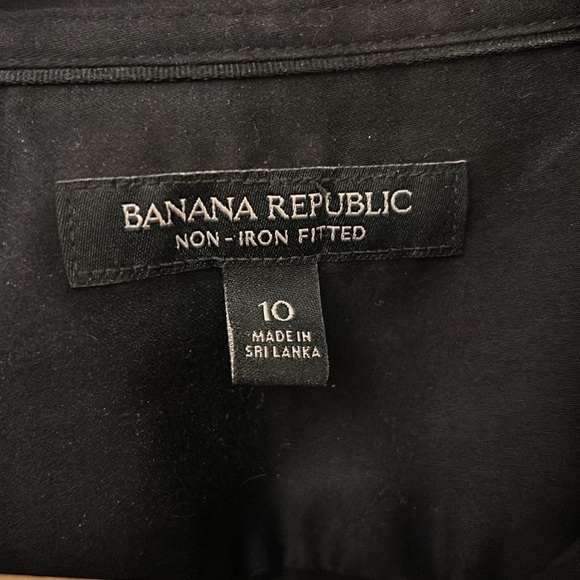 BANANA REPUBLIC
NON-IRON FITTED
10
MADE IN
SRI LANKA